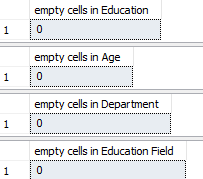 empty cells in Education
1 0
empty cells in Age
1 0
empty cells in Department
1 0
empty cells in Education Field
1 0